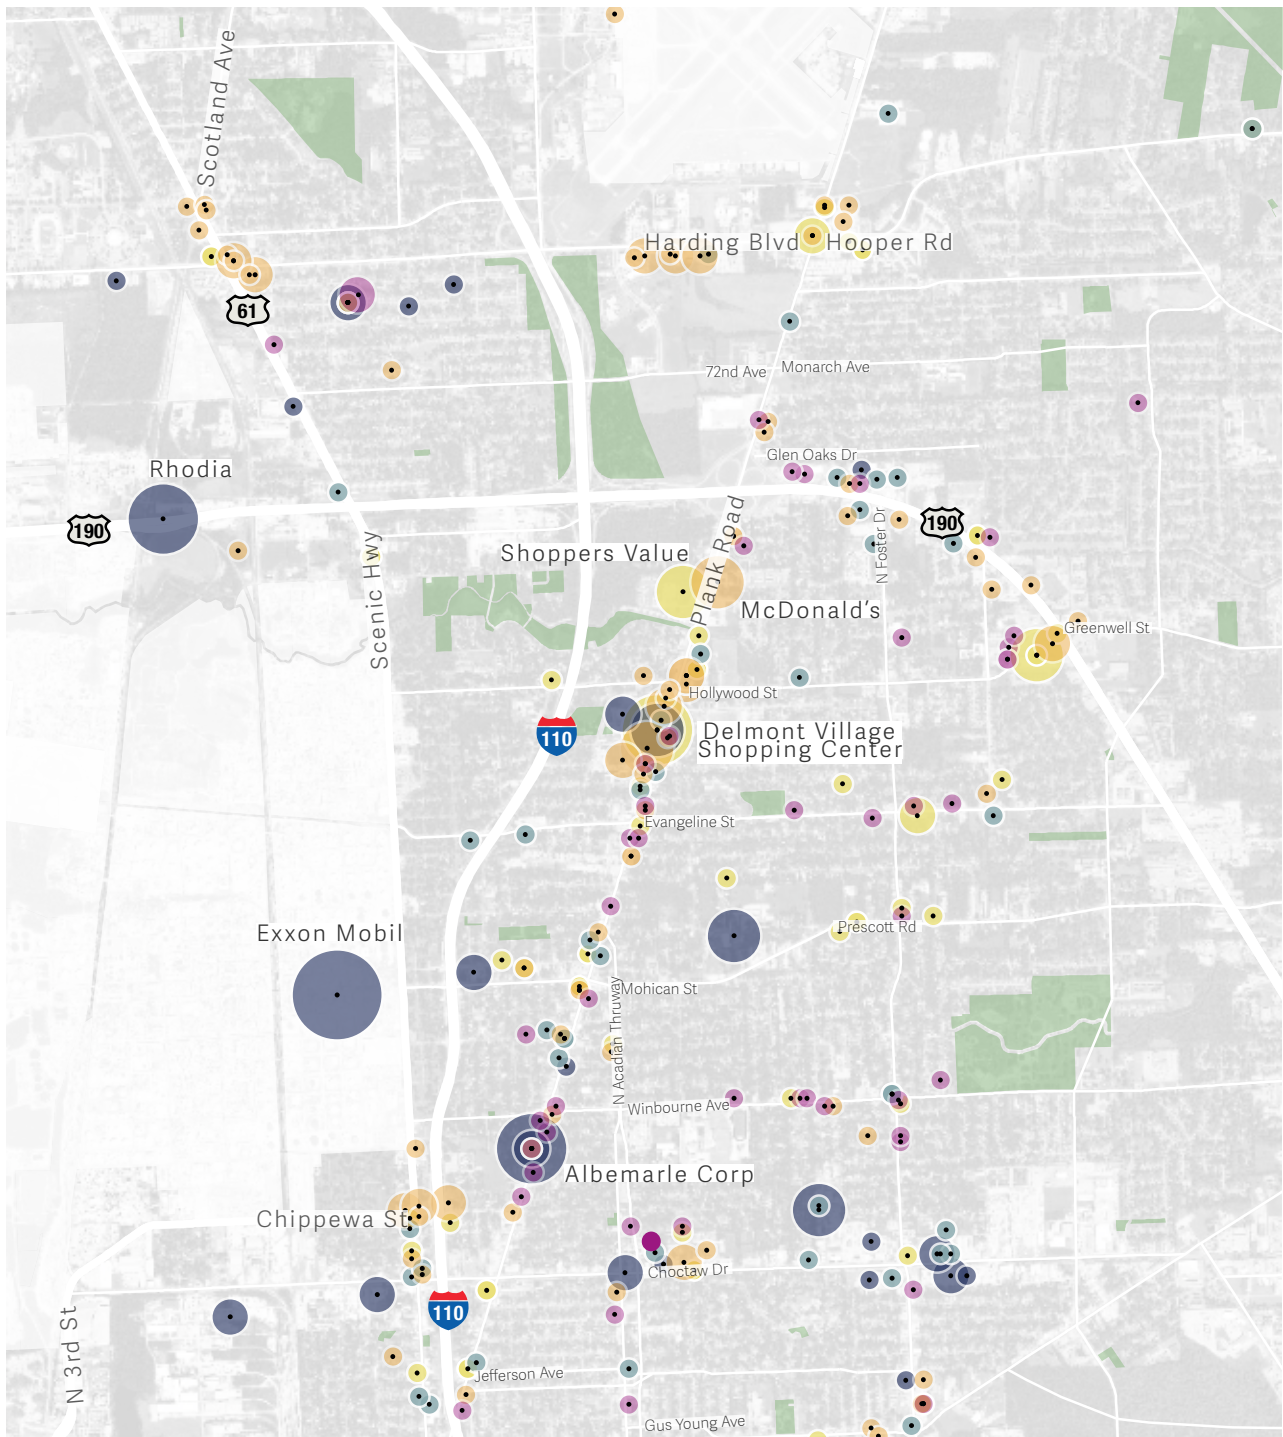 Scotland Ave
Harding Blvd
Hooper Rd
61
72nd Ave
Monarch Ave
Glen Oaks Dr
Rhodia
190
190
N Foster Dr
Plank Road
Shoppers Value
Scenic Hwy
McDonald's
Greenwell St
Hollywood St
110
Delmont Village
Shopping Center
Evangeline St
Exxon Mobil
Prescott Rd
Mohican St
N Acadian Thruway
Winbourne Ave
Albemarle Corp
Chippewa St
Choctaw Dr
110
N 3rd St
Jefferson Ave
Gus Young Ave